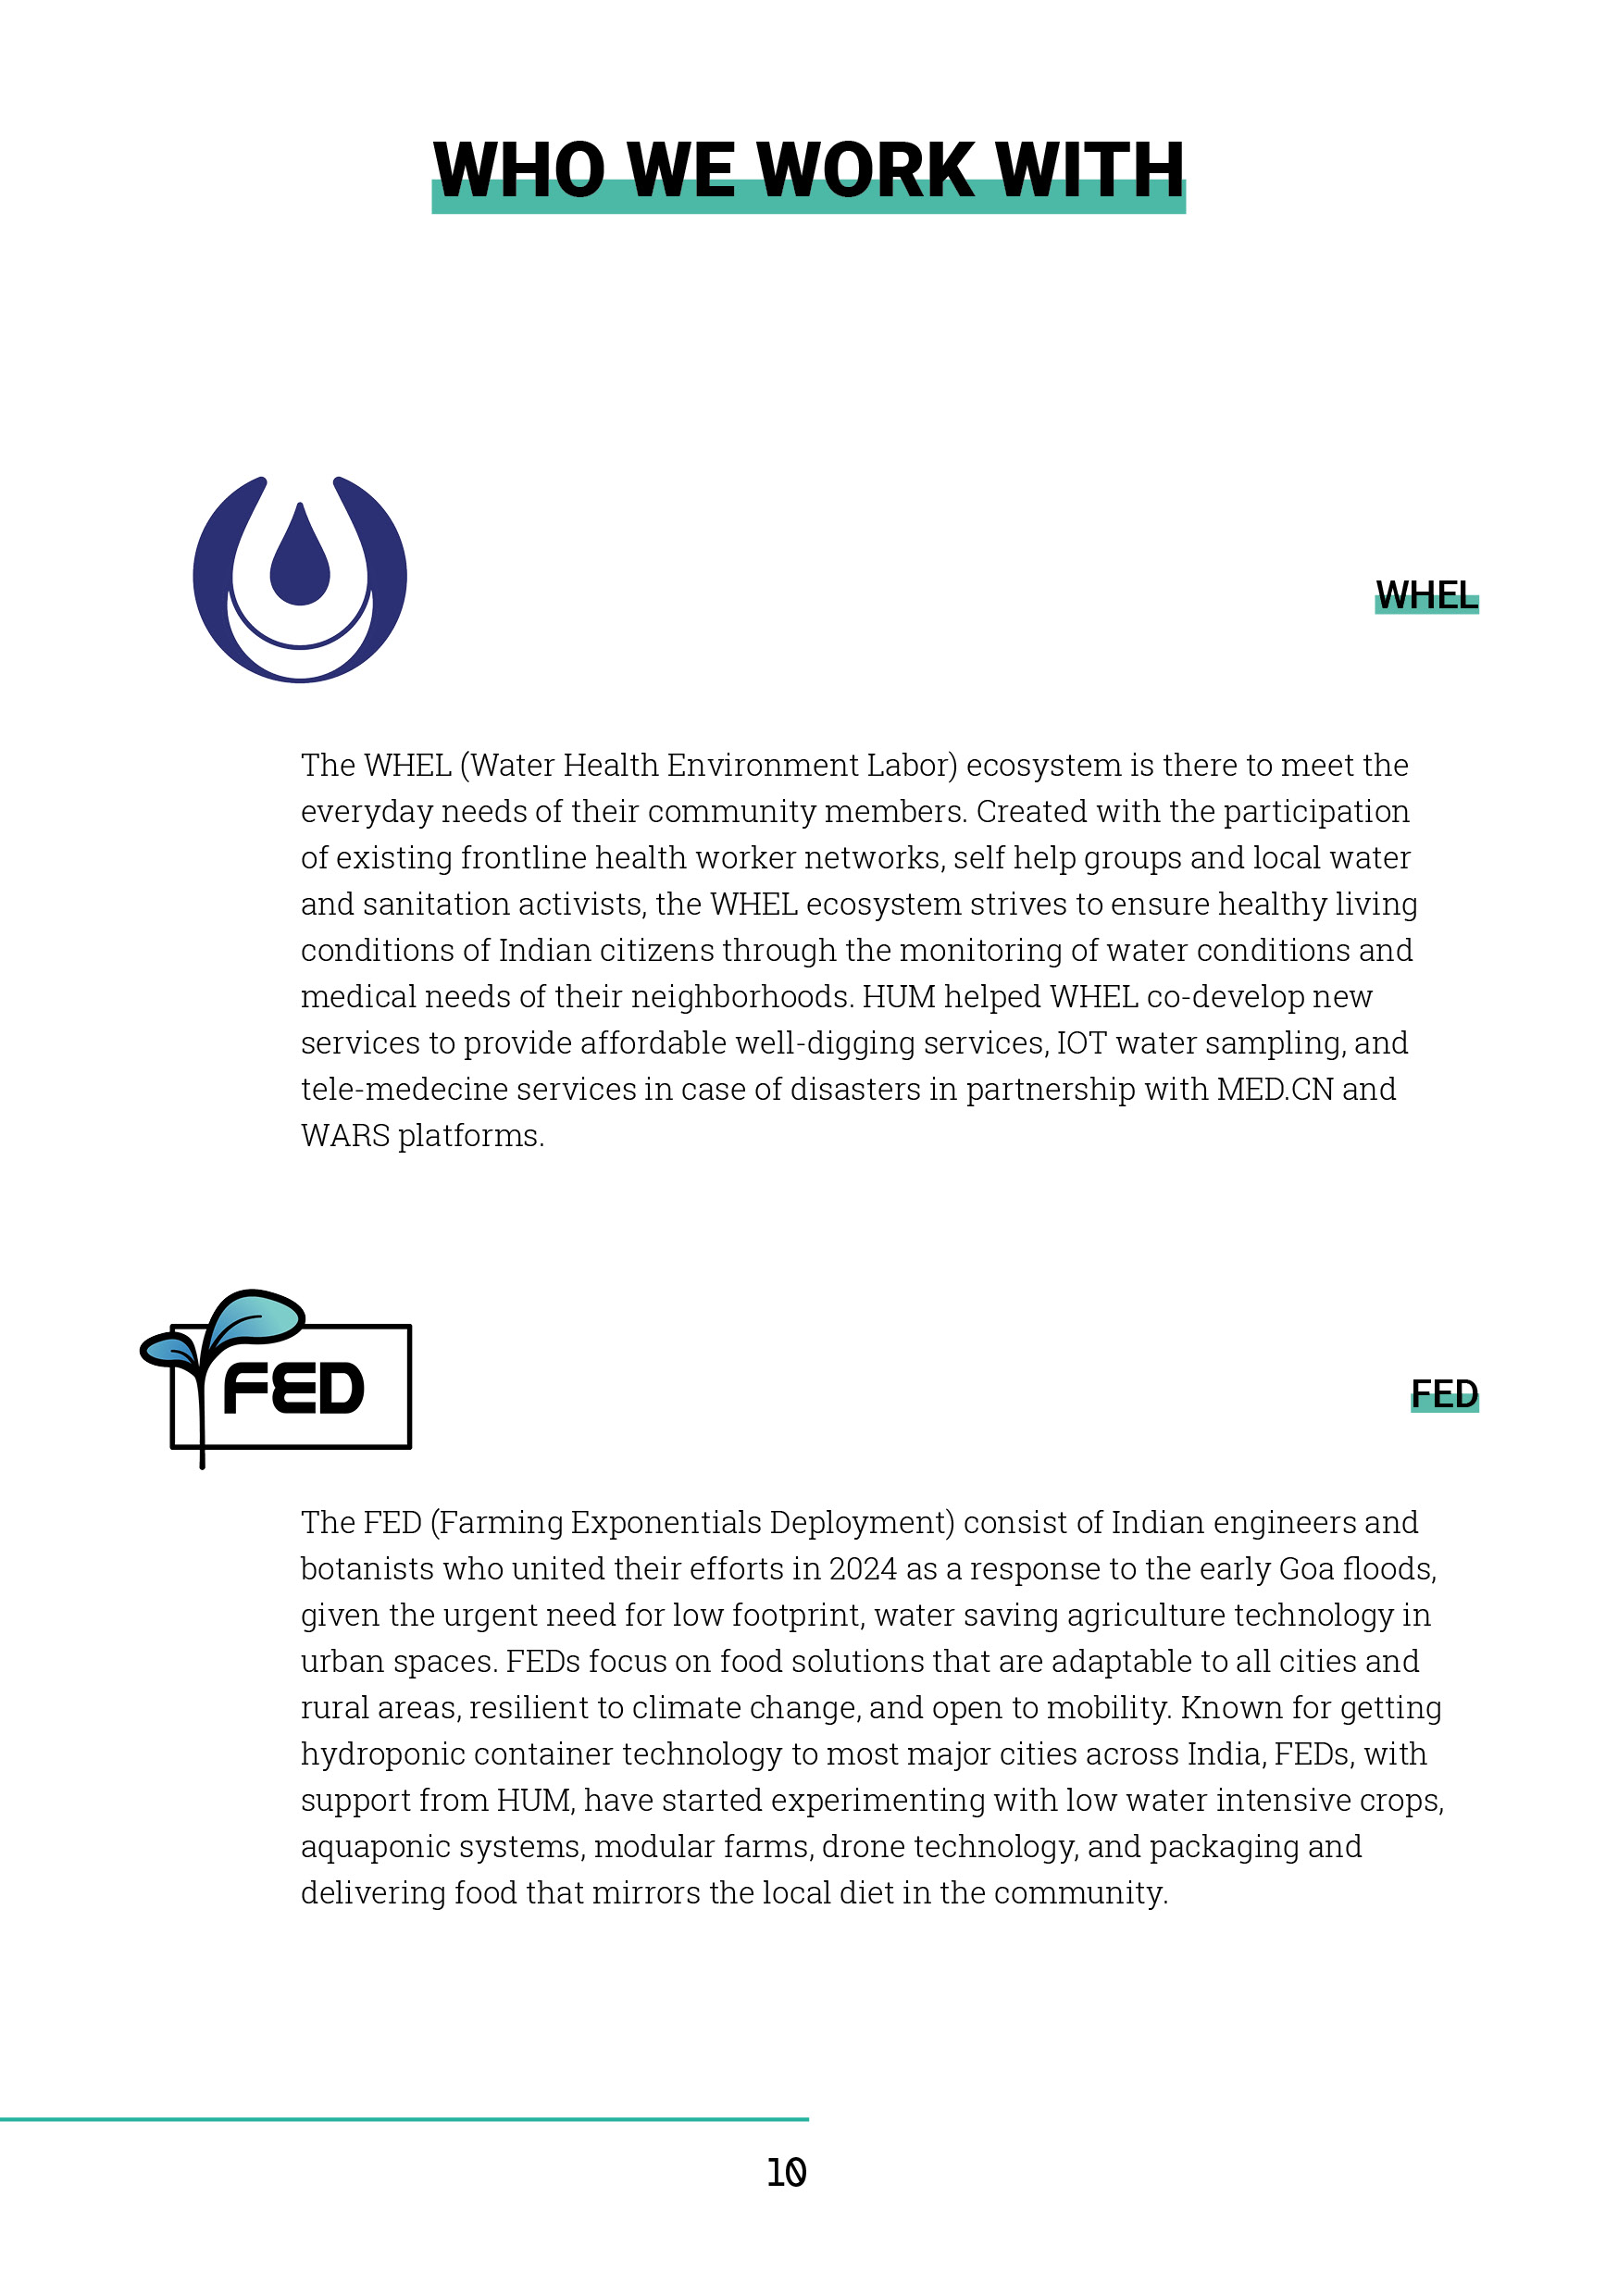 WHO WE WORK WITH
WHEL
The WHEL (Water Health Environment Labor) ecosystem is there to meet the
everyday needs of their community members. Created with the participation
of existing frontline health worker networks, self help groups and local water
and sanitation activists, the WHEL ecosystem strives to ensure healthy living
conditions of Indian citizens through the monitoring of water conditions and
medical needs of their neighborhoods. HUM helped WHEL co-develop new
services to provide affordable well-digging services, IOT water sampling, and
tele-medecine services in case of disasters in partnership with MED.CN and
WARS platforms.
FED
FED
The FED (Farming Exponentials Deployment) consist of Indian engineers and
botanists who united their efforts in 2024 as a response to the early Goa floods,
given the urgent need for low footprint, water saving agriculture technology in
urban spaces. FEDs focus on food solutions that are adaptable to all cities and
rural areas, resilient to climate change, and open to mobility. Known for getting
hydroponic container technology to most major cities across India, FEDs, with
support from HUM, have started experimenting with low water intensive crops,
aquaponic systems, modular farms, drone technology, and packaging and
delivering food that mirrors the local diet in the community.
10